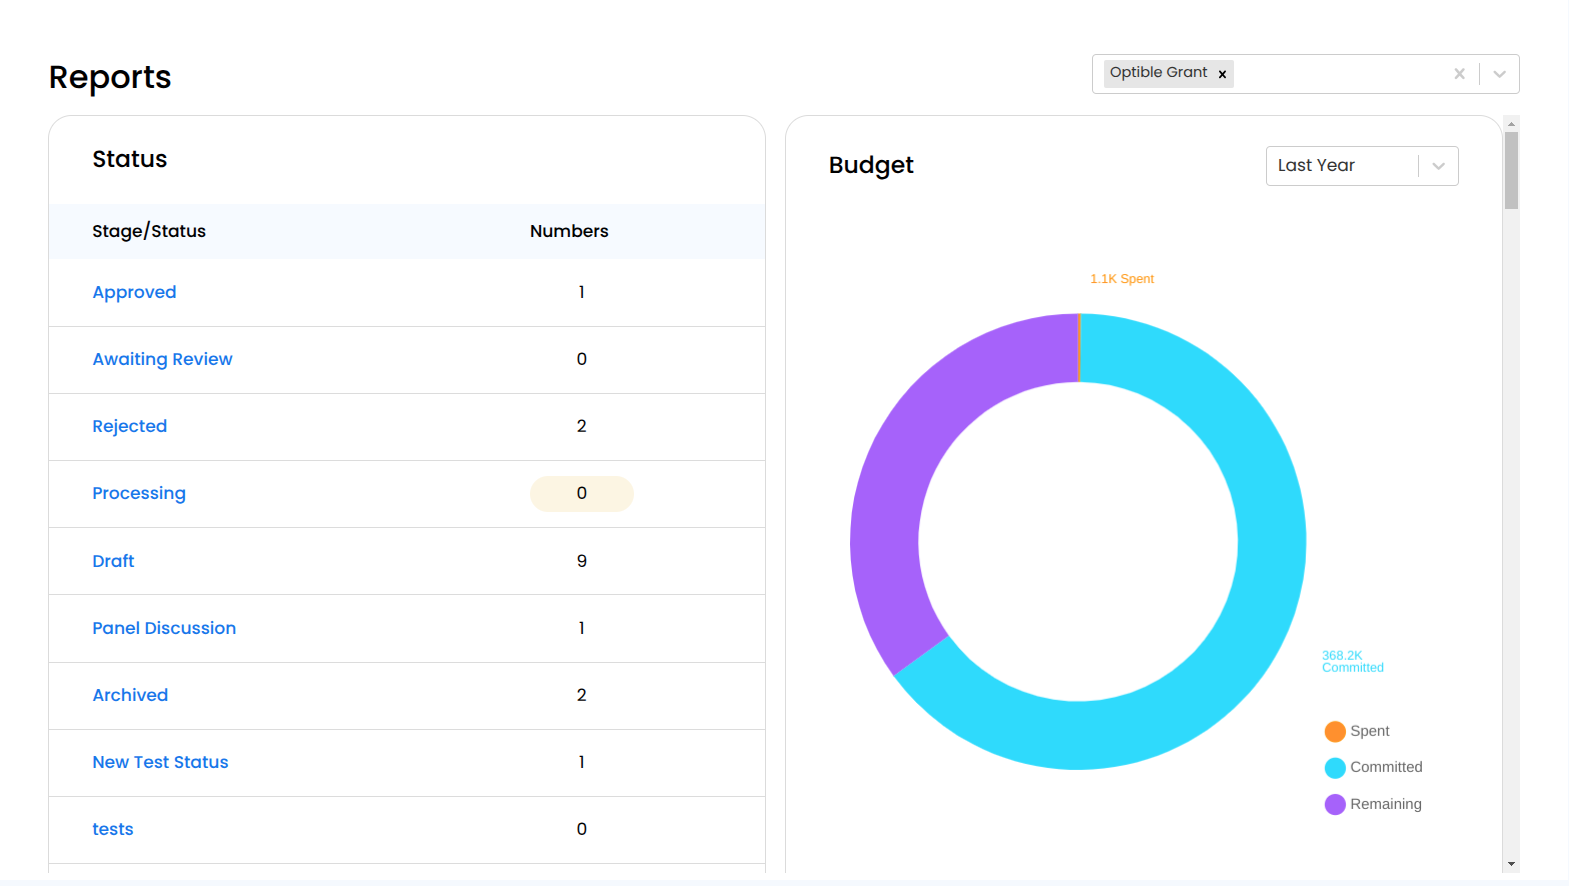 Reports
Optible Grant
Status
Stage/Status Numbers
Approved 1
Awaiting Review 0
Rejected 2
Processing 0
Draft 9
Panel Discussion 1
Archived 2
New Test Status 1
tests 0
Budget
Last Year
1.1K Spent
368.2K
Committed
Spent
Committed
Remaining